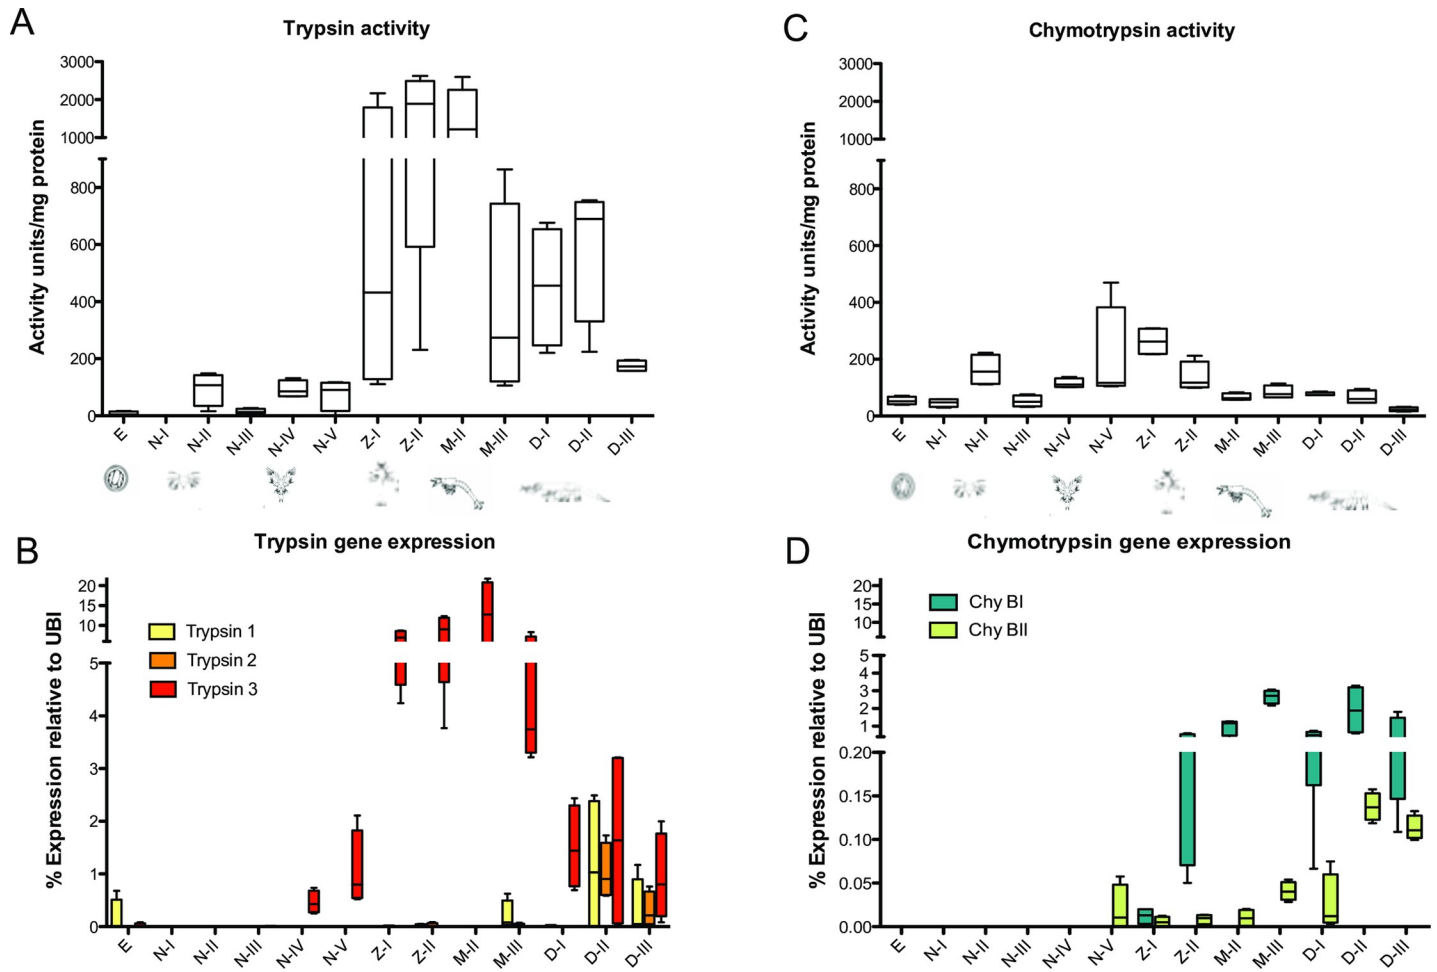 A
Trypsin activity
Activity units/mg protein
3000
2000
1000
800
600
400
200
0
E N-I N-II N-III N-IV N-V Z-I Z-II M-II M-III D-I D-II D-III
C
Chymotrypsin activity
Activity units/mg protein
3000
2000
1000
800
600
400
200
0
E N-I N-II N-III N-IV N-V Z-I Z-II M-II M-III D-I D-II D-III
B
Trypsin gene expression
% Expression relative to UBI
20
15
10
5
4
3
2
1
0
Trypsin 1
Trypsin 2
Trypsin 3
E N-I N-II N-III N-IV N-V Z-I Z-II M-II M-III D-I D-II D-III
D
Chymotrypsin gene expression
% Expression relative to UBI
20
15
10
5
4
3
2
1
0.20
0.15
0.10
0.05
0.00
Chy BI
Chy BII
E N-I N-II N-III N-IV N-V Z-I Z-II M-II M-III D-I D-II D-III